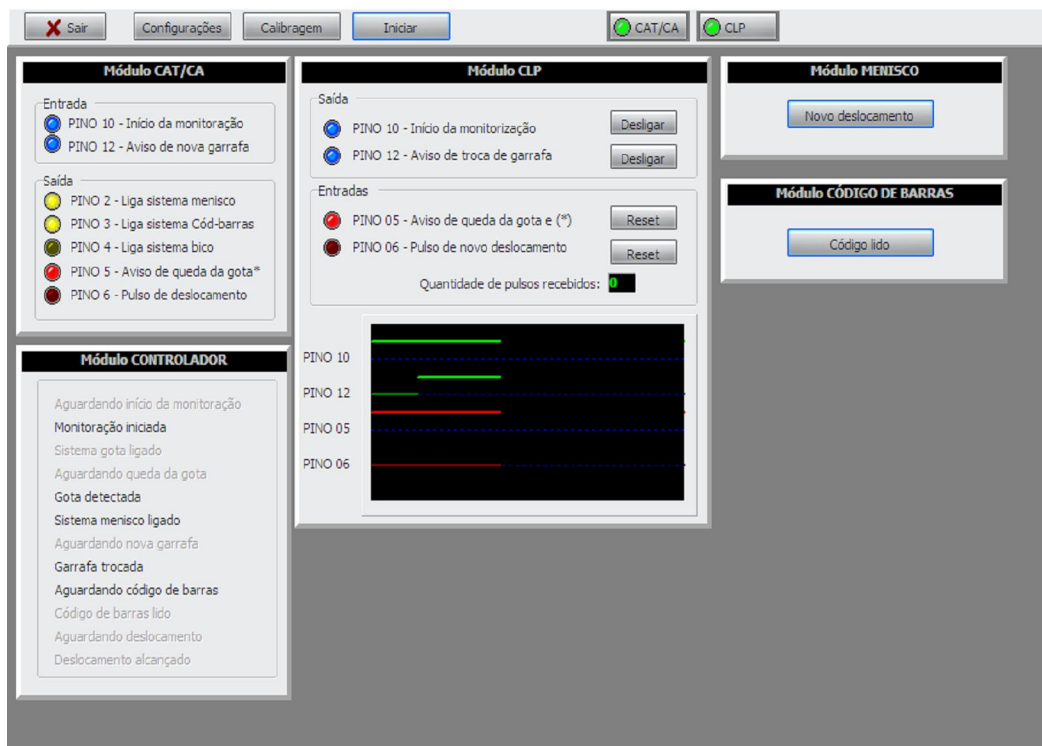 Sair Configurações Calibragem Iniciar CAT/CA CLP
Módulo CAT/CA
Entrada
PINO 10 - Início da monitoração
PINO 12 - Aviso de nova garrafa
Saída
PINO 2 - Liga sistema menisco
PINO 3 - Liga sistema Cód-barras
PINO 4 - Liga sistema bico
PINO 5 - Aviso de queda da gota*
PINO 6 - Pulso de deslocamento
Módulo CONTROLADOR
Aguardando início da monitoração
Monitoração iniciada
Sistema gota ligado
Aguardando queda da gota
Gota detectada
Sistema menisco ligado
Aguardando nova garrafa
Garrafa trocada
Aguardando código de barras
Código de barras lido
Aguardando deslocamento
Deslocamento alcançado
Módulo CLP
Saída
PINO 10 - Início da monitorização Desligar
PINO 12 - Aviso de troca de garrafa Desligar
Entradas
PINO 05 - Aviso de queda da gota e (*) Reset
PINO 06 - Pulso de novo deslocamento Reset
Quantidade de pulsos recebidos: 0
PINO 10
PINO 12
PINO 05
PINO 06
Módulo MENISCO
Novo deslocamento
Módulo CÓDIGO DE BARRAS
Código lido